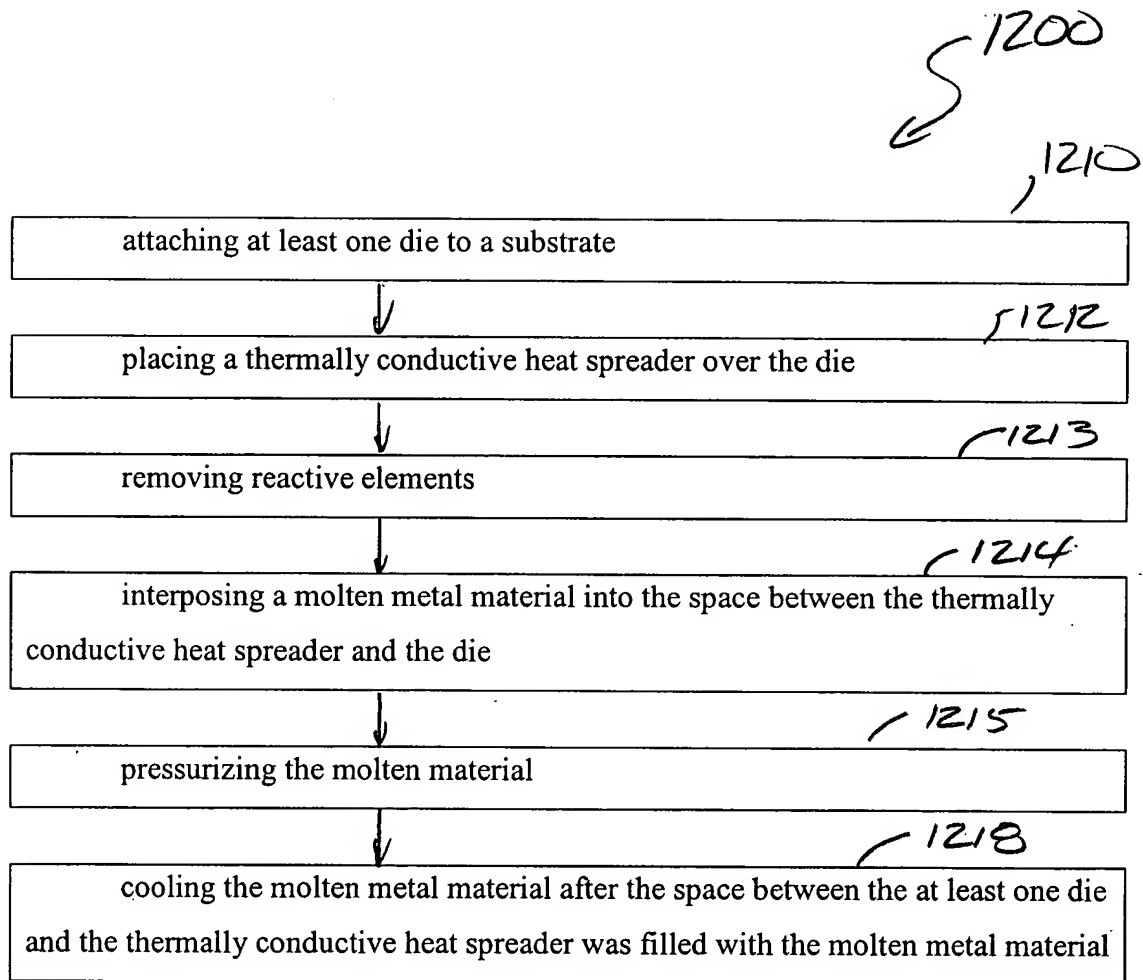 1200
1210
attaching at least one die to a substrate
1212
placing a thermally conductive heat spreader over the die
1213
removing reactive elements
1214
interposing a molten metal material into the space between the thermally
conductive heat spreader and the die
1215
pressurizing the molten material
1218
cooling the molten metal material after the space between the at least one die
and the thermally conductive heat spreader was filled with the molten metal material